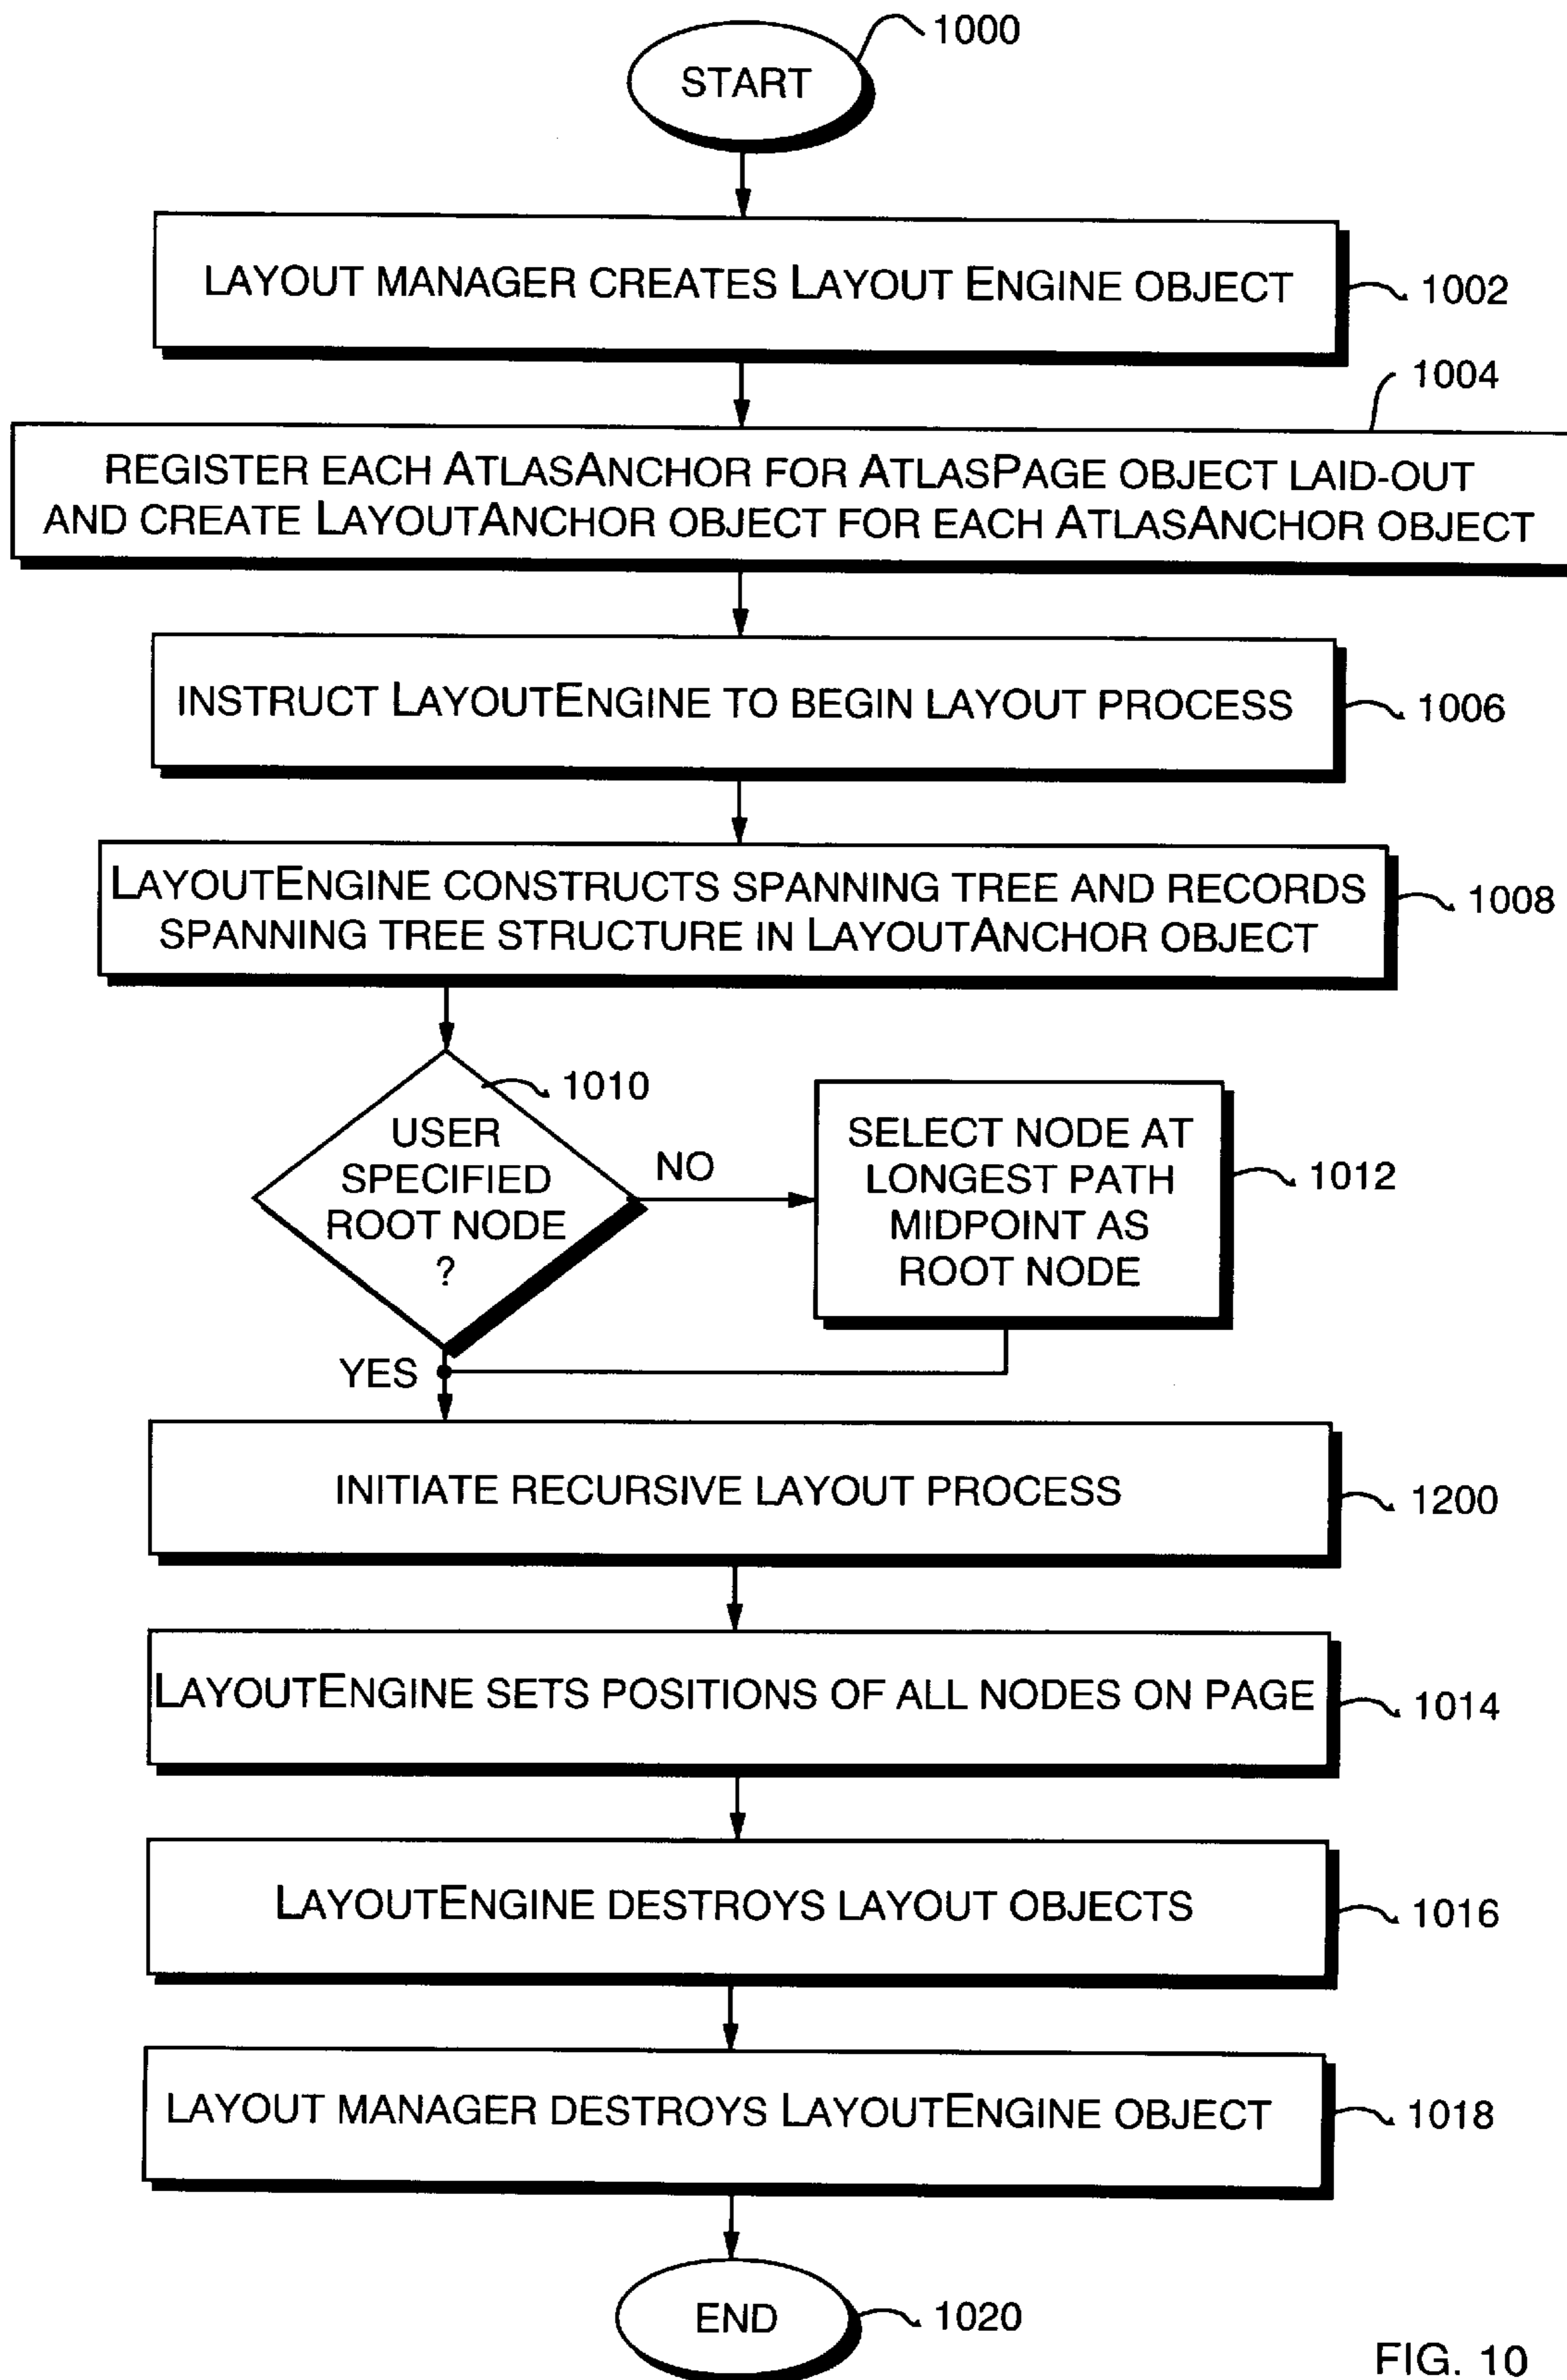 1000
START
LAYOUT MANAGER CREATES LAYOUT ENGINE OBJECT
1002
1004
REGISTER EACH ATLASANCHOR FOR ATLASPAGE OBJECT LAID-OUT
AND CREATE LAYOUTANCHOR OBJECT FOR EACH ATLASANCHOR OBJECT
INSTRUCT LAYOUTENGINE TO BEGIN LAYOUT PROCESS
1006
LAYOUTENGINE CONSTRUCTS SPANNING TREE AND RECORDS
SPANNING TREE STRUCTURE IN LAYOUTANCHOR OBJECT
1008
1010
USER
SPECIFIED
ROOT NODE
?
NO
SELECT NODE AT
LONGEST PATH
MIDPOINT AS
ROOT NODE
1012
YES
INITIATE RECURSIVE LAYOUT PROCESS
1200
LAYOUTENGINE SETS POSITIONS OF ALL NODES ON PAGE
1014
LAYOUTENGINE DESTROYS LAYOUT OBJECTS
1016
LAYOUT MANAGER DESTROYS LAYOUTENGINE OBJECT
1018
END
1020
FIG. 10